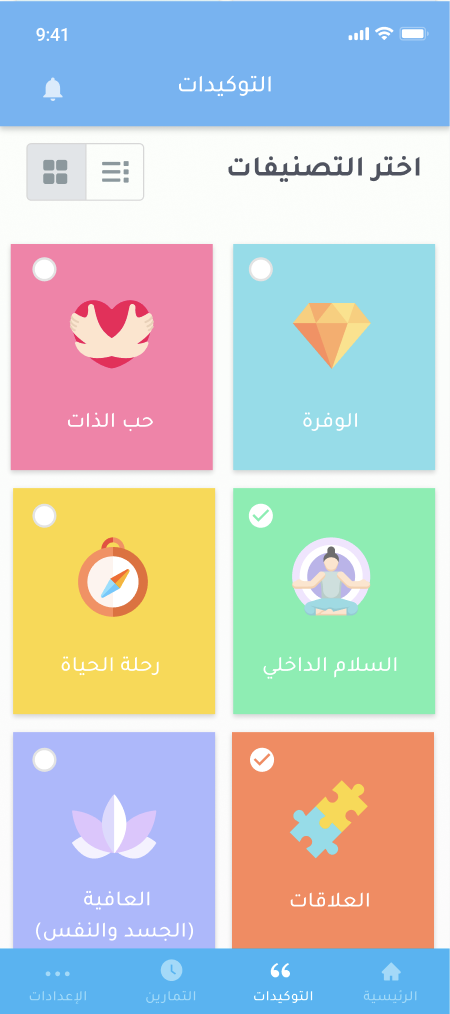 9:41
التوكيدات
اختر التصنيفات
الوفرة
حب الذات
السلام الداخلي
رحلة الحياة
العلاقات
العافية
(الجسد والنفس)
الرئيسية
التوكيدات
التمارين
الإعدادات